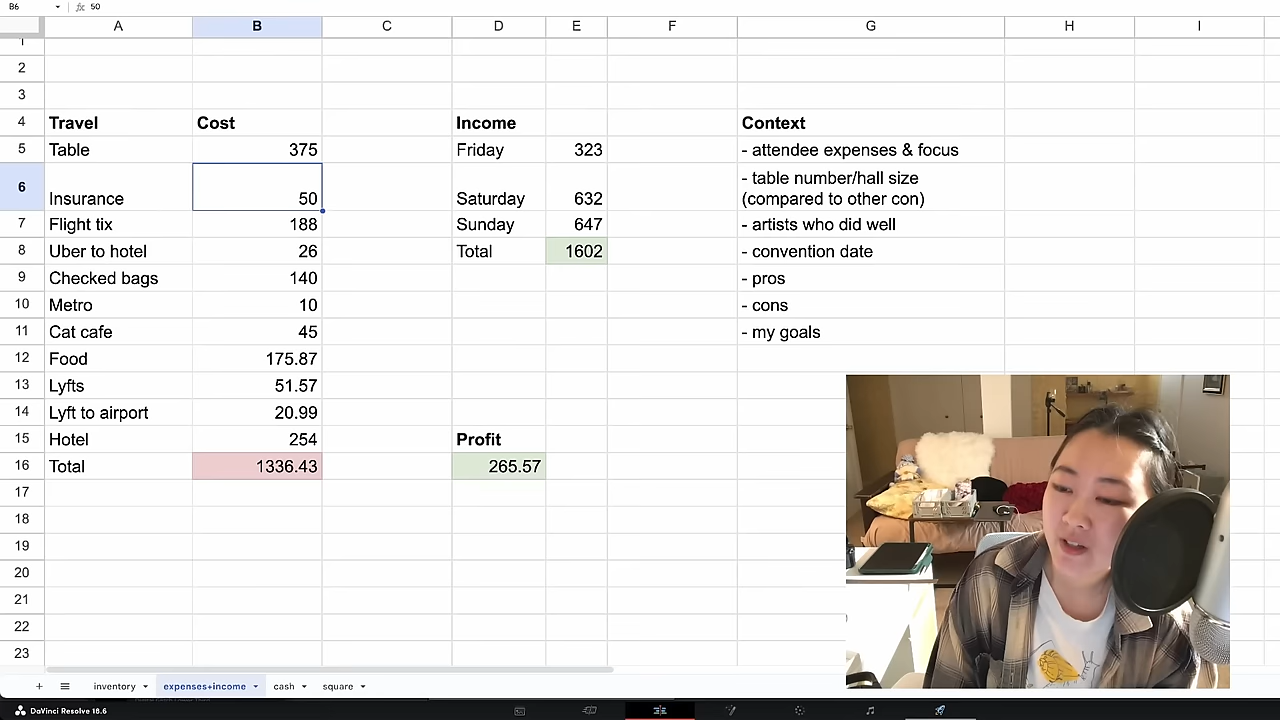 B6 fx 50
A B C D E F G H I
1
2
3
4 Travel Cost Income Context
5 Table 375 Friday 323 - attendee expenses & focus
6 Insurance 50 Saturday 632 - table number/hall size
(compared to other con)
7 Flight tix 188 Sunday 647 - artists who did well
8 Uber to hotel 26 Total 1602 - convention date
9 Checked bags 140 - pros
10 Metro 10 - cons
11 Cat cafe 45 - my goals
12 Food 175.87
13 Lyfts 51.57
14 Lyft to airport 20.99
15 Hotel 254 Profit
16 Total 1336.43 265.57
17
18
19
20
21
22
23
+ inventory expenses+income cash square
DaVinci Resolve 18.6